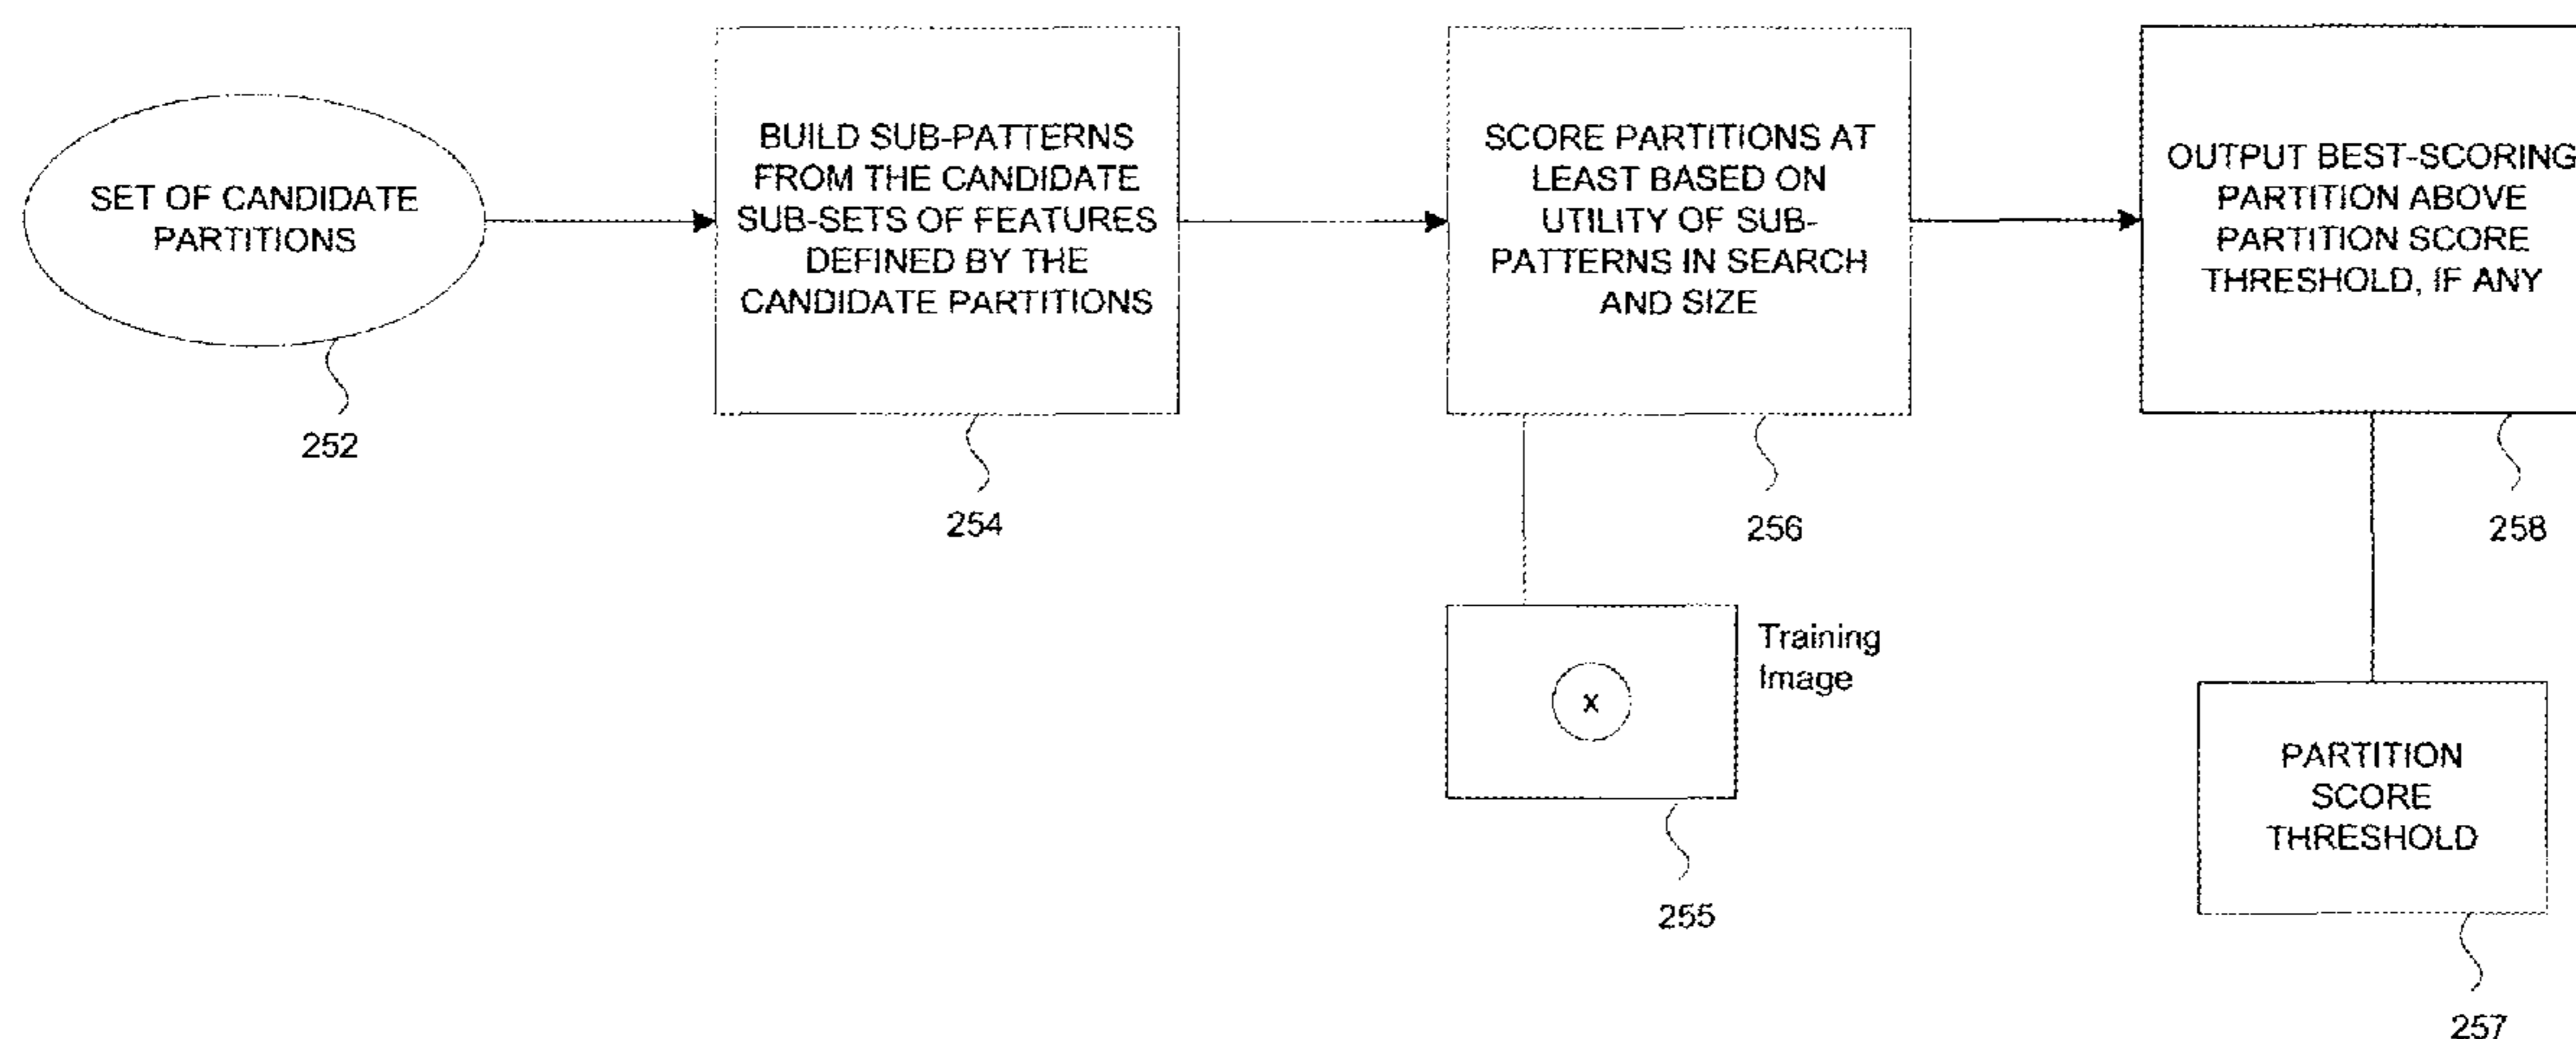 SET OF CANDIDATE
PARTITIONS
252
BUILD SUB-PATTERNS
FROM THE CANDIDATE
SUB-SETS OF FEATURES
DEFINED BY THE
CANDIDATE PARTITIONS
254
SCORE PARTITIONS AT
LEAST BASED ON
UTILITY OF SUB-
PATTERNS IN SEARCH
AND SIZE
256
OUTPUT BEST-SCORING
PARTITION ABOVE
PARTITION SCORE
THRESHOLD, IF ANY
258
x
Training
Image
255
PARTITION
SCORE
THRESHOLD
257